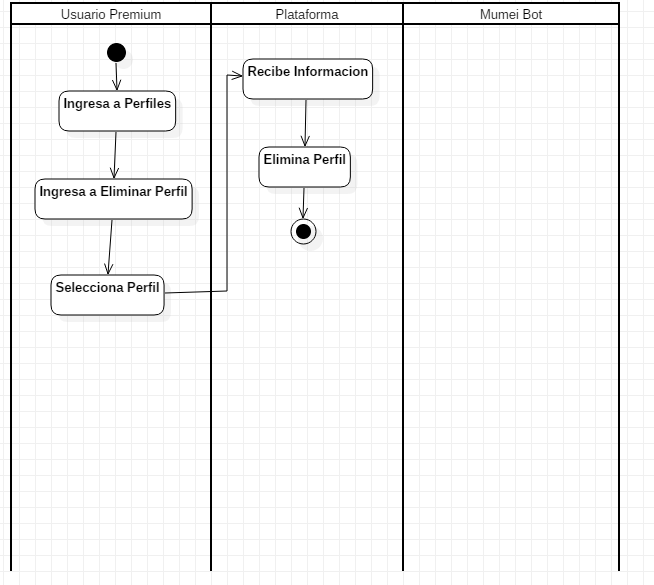 Usuario Premium
Plataforma
Mumei Bot
Ingresa a Perfiles
Ingresa a Eliminar Perfil
Selecciona Perfil
Recibe Informacion
Elimina Perfil